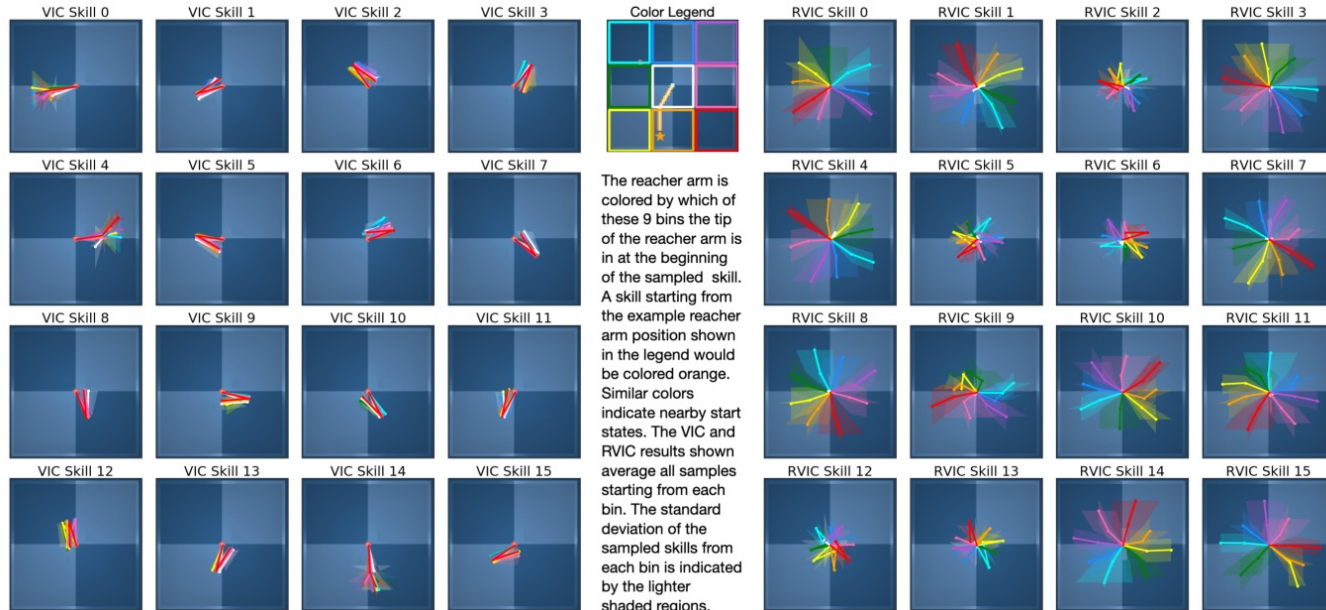 VIC Skill 0
VIC Skill 1
VIC Skill 2
VIC Skill 3
VIC Skill 4
VIC Skill 5
VIC Skill 6
VIC Skill 7
VIC Skill 8
VIC Skill 9
VIC Skill 10
VIC Skill 11
VIC Skill 12
VIC Skill 13
VIC Skill 14
VIC Skill 15
Color Legend
The reacher arm is
colored by which of
these 9 bins the tip
of the reacher arm is
in at the beginning
of the sampled skill.
A skill starting from
the example reacher
arm position shown
in the legend would
be colored orange.
Similar colors
indicate nearby start
states. The VIC and
RVIC results shown
average all samples
starting from each
bin. The standard
deviation of the
sampled skills from
each bin is indicated
by the lighter
shaded regions.
RVIC Skill 0
RVIC Skill 1
RVIC Skill 2
RVIC Skill 3
RVIC Skill 4
RVIC Skill 5
RVIC Skill 6
RVIC Skill 7
RVIC Skill 8
RVIC Skill 9
RVIC Skill 10
RVIC Skill 11
RVIC Skill 12
RVIC Skill 13
RVIC Skill 14
RVIC Skill 15